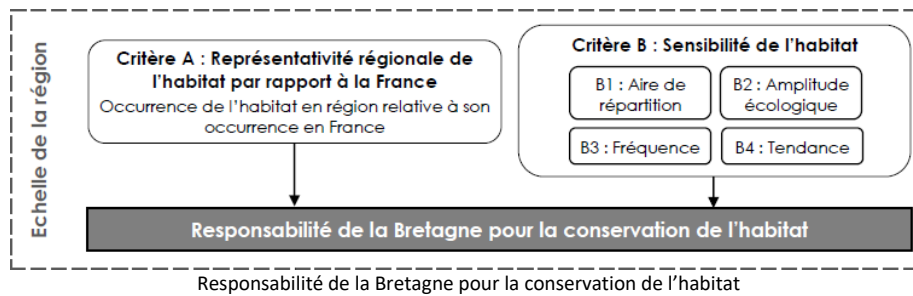 Echelle de la région
Critère A : Représentativité régionale de
l'habitat par rapport à la France
Occurrence de l'habitat en région relative à son
occurrence en France
Critère B : Sensibilité de l'habitat
B1 : Aire de
répartition
B2 : Amplitude
écologique
B3 : Fréquence
B4 : Tendance
Responsabilité de la Bretagne pour la conservation de l'habitat
Responsabilité de la Bretagne pour la conservation de l’habitat